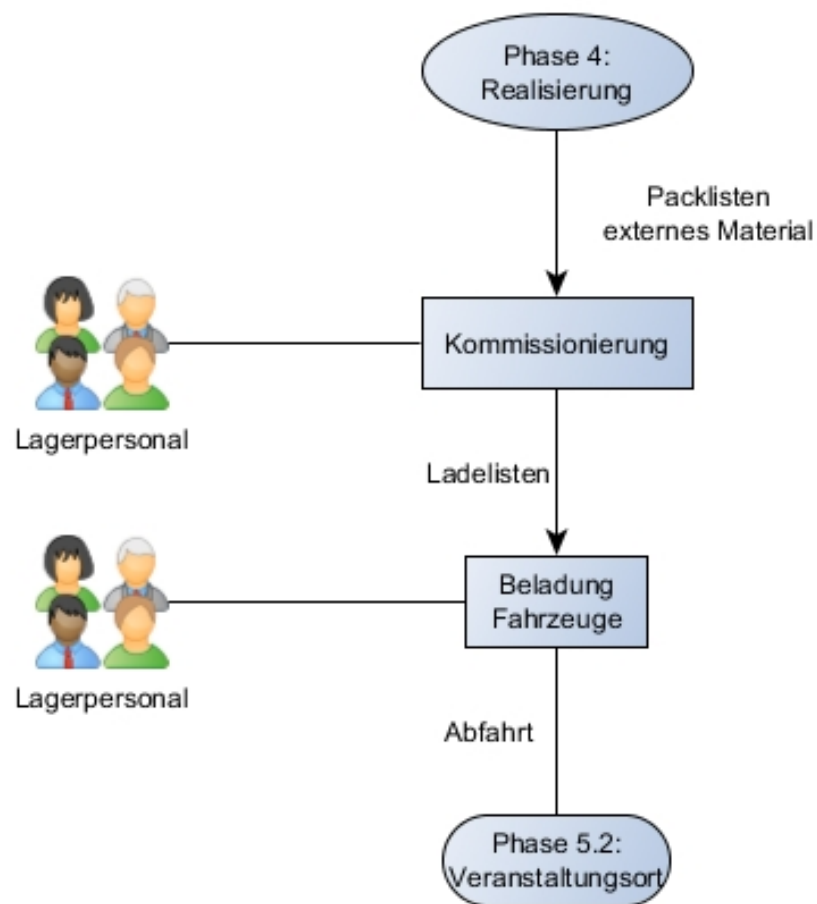 Phase 4:
Realisierung
Packlisten
externes Material
Kommissionierung
Lagerpersonal
Ladelisten
Beladung
Fahrzeuge
Lagerpersonal
Abfahrt
Phase 5.2:
Veranstaltungsort